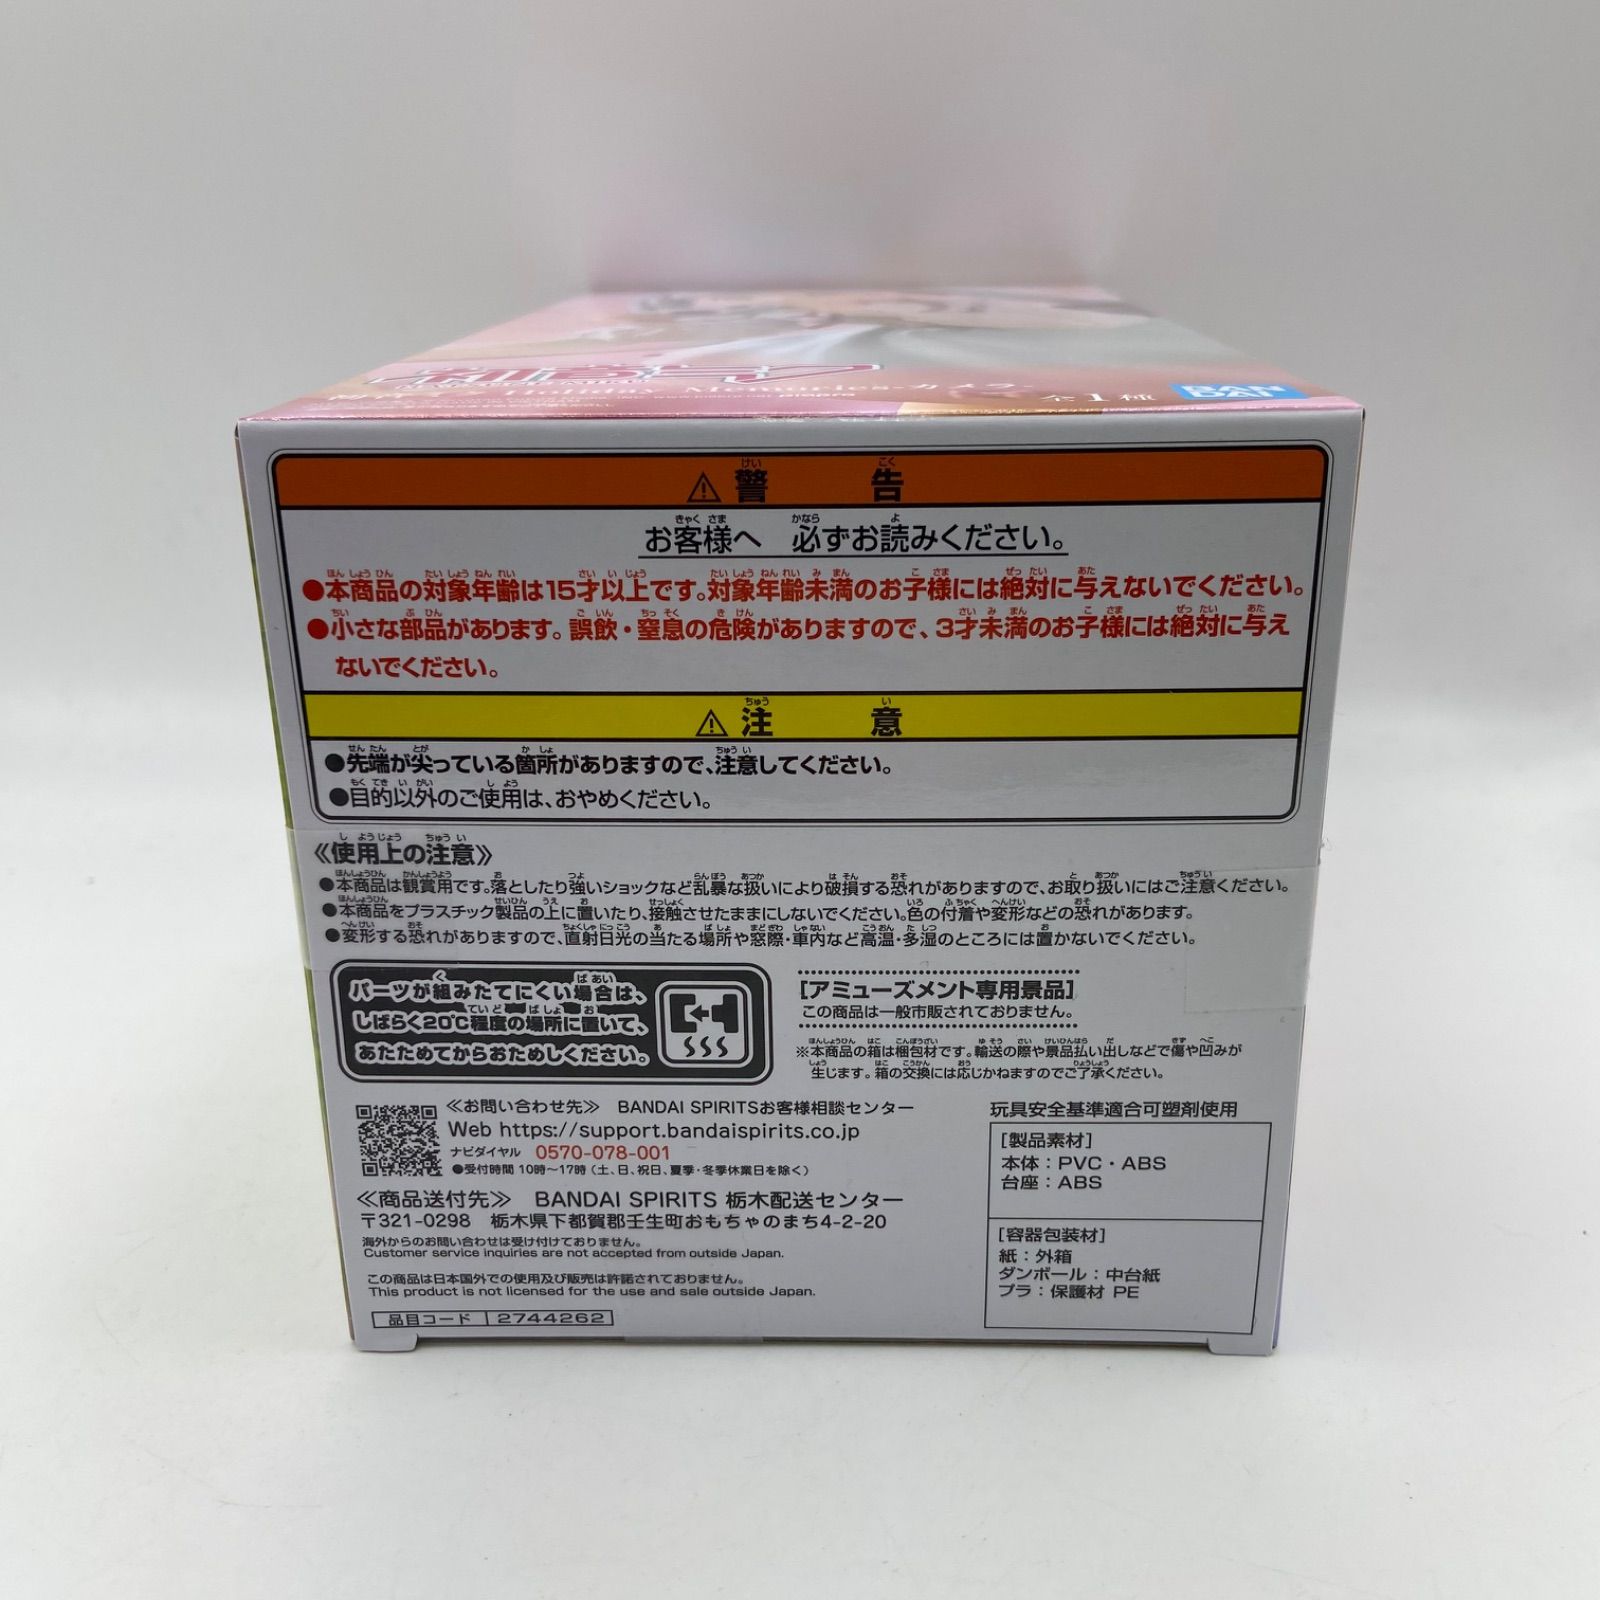 Memories-カメラ-
全1種
BAN
DAI
⚠警告
お客様へ 必ずお読みください。
●本商品の対象年齢は15才以上です。対象年齢未満のお子様には絶対に与えないでください。
●小さな部品があります。誤飲・窒息の危険がありますので、3才未満のお子様には絶対に与え
ないでください。
⚠注意
●先端が尖っている箇所がありますので、注意してください。
●目的以外のご使用は、おやめください。
《使用上の注意》
●本商品は観賞用です。落としたり強いショックなど乱暴な扱いにより破損する恐れがありますので、お取り扱いにはご注意ください。
●本商品をプラスチック製品の上に置いたり、接触させたままにしないでください。色の付着や変形などの恐れがあります。
●変形する恐れがありますので、直射日光の当たる場所や窓際・車内など高温・多湿のところには置かないでください。
パーツが組みたてにくい場合は、
しばらく20℃程度の場所に置いて、
あたためてからおためしください。
[アミューズメント専用景品]
この商品は一般市販されておりません。
※本商品の箱は梱包材です。輸送の際や景品払い出しなどで傷や凹みが
生じます。箱の交換には応じかねますのでご了承ください。
≪お問い合わせ先≫ BANDAI SPIRITSお客様相談センター
Web https://support.bandaispirits.co.jp
ナビダイヤル 0570-078-001
●受付時間 10時〜17時(土、日、祝日、夏季・冬季休業日を除く)
≪商品送付先≫ BANDAI SPIRITS 栃木配送センター
〒321-0298 栃木県下都賀郡壬生町おもちゃのまち4-2-20
海外からのお問い合わせは受け付けておりません。
Customer service inquiries are not accepted from outside Japan.
この商品は日本国外での使用及び販売は許諾されておりません。
This product is not licensed for the use and sale outside Japan.
品目コード 2744262
玩具安全基準適合可塑剤使用
[製品素材]
本体:PVC・ABS
台座:ABS
[容器包装材]
紙:外箱
ダンボール:中台紙
プラ:保護材 PE